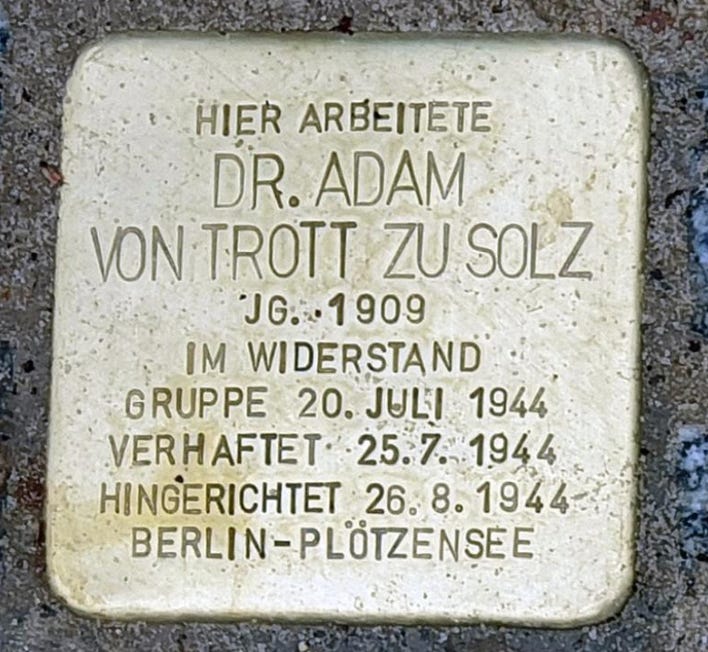 HIER ARBEITETE
DR. ADAM
VON TROTT ZU SOLZ
JG. 1909
IM WIDERSTAND
GRUPPE 20. JULI 1944
VERHAFTET 25.7. 1944
HINGERICHTET 26.8.1944
BERLIN-PLÖTZENSEE